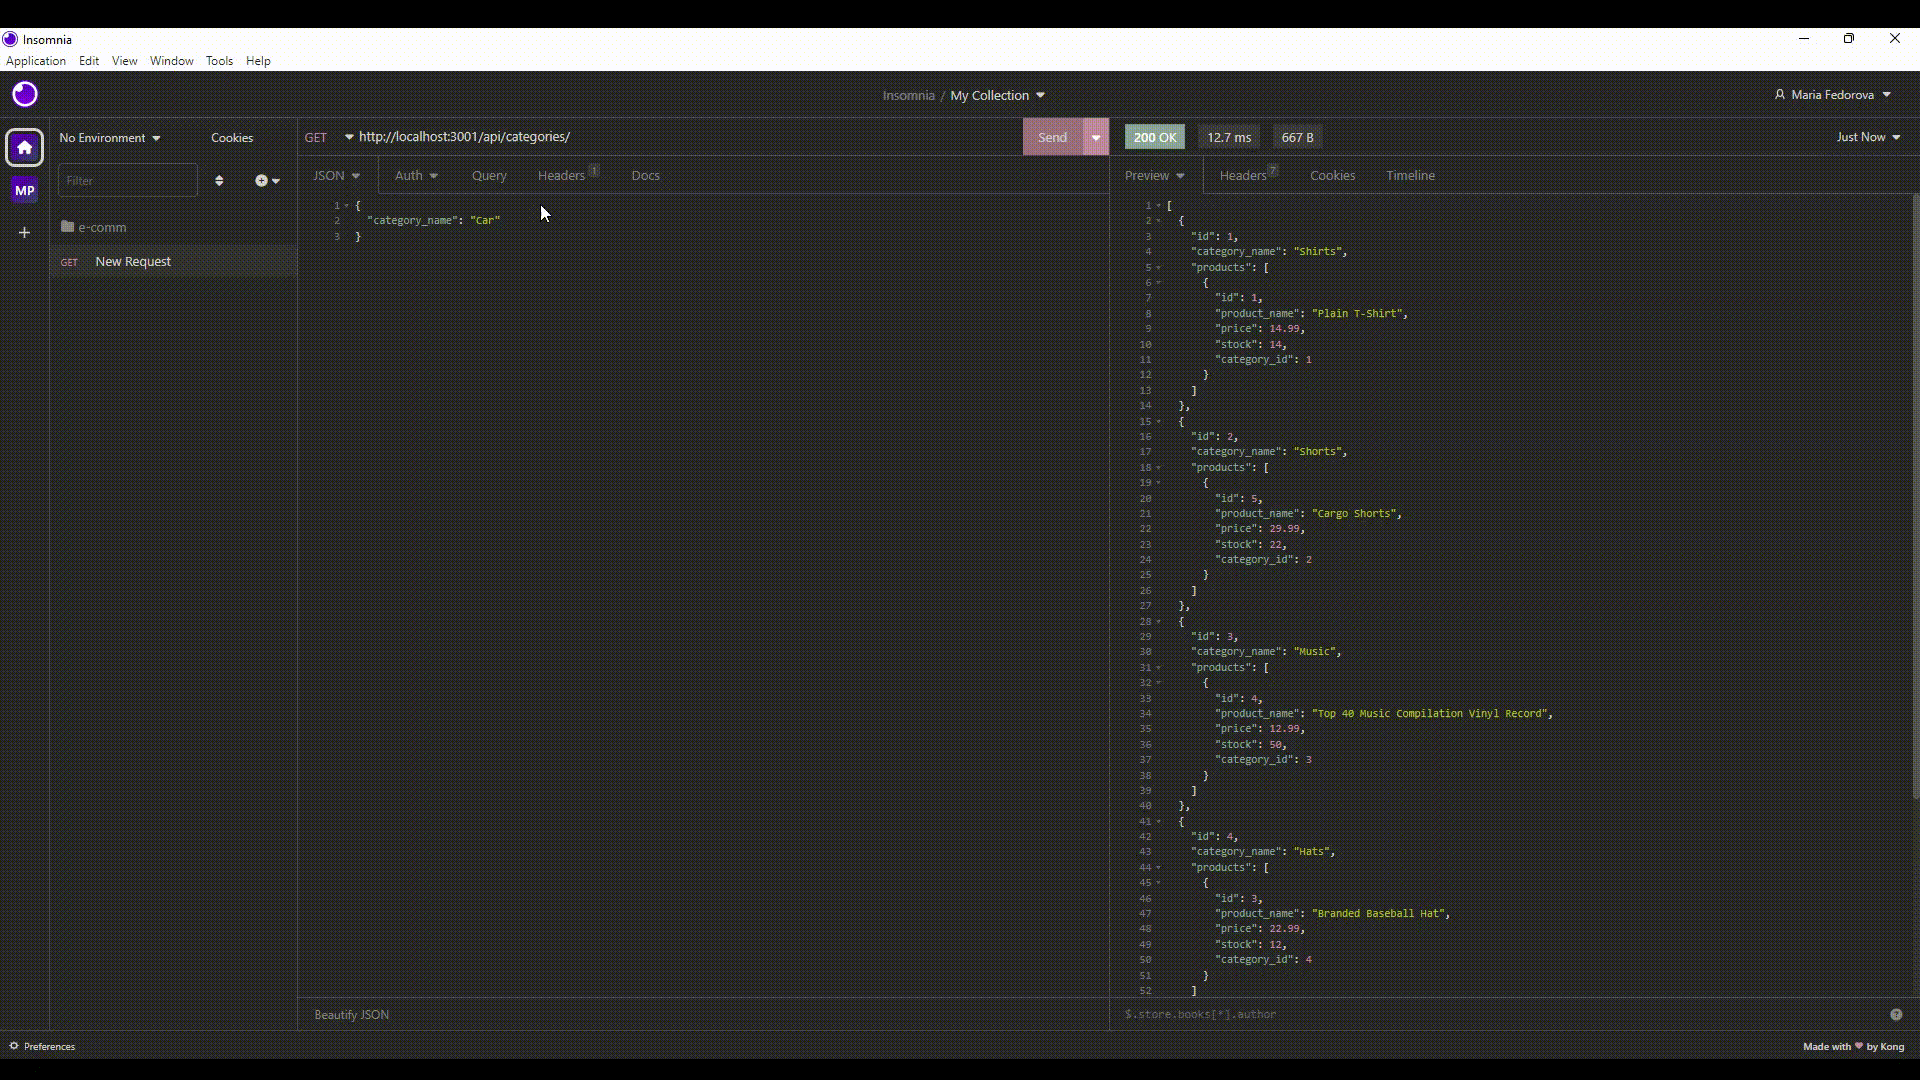 Insomnia
Application Edit View Window Tools Help
Insomnia / My Collection
Maria Fedorova
No Environment Cookies
GET http://localhost:3001/api/categories/
Send
200 OK 12.7 ms 667 B
Just Now
MP
Filter
e-comm
GET New Request
JSON Auth Query Headers 1 Docs
1 {
2 "category_name": "Car"
3 }
Beautify JSON
Preview Headers 7 Cookies Timeline
1 [
2 {
3 "id": 1,
4 "category_name": "Shirts",
5 "products": [
6 {
7 "id": 1,
8 "product_name": "Plain T-Shirt",
9 "price": 14.99,
10 "stock": 14,
11 "category_id": 1
12 }
13 ]
14 },
15 {
16 "id": 2,
17 "category_name": "Shorts",
18 "products": [
19 {
20 "id": 5,
21 "product_name": "Cargo Shorts",
22 "price": 29.99,
23 "stock": 22,
24 "category_id": 2
25 }
26 ]
27 },
28 {
29 "id": 3,
30 "category_name": "Music",
31 "products": [
32 {
33 "id": 4,
34 "product_name": "Top 40 Music Compilation Vinyl Record",
35 "price": 12.99,
36 "stock": 50,
37 "category_id": 3
38 }
39 ]
40 },
41 {
42 "id": 4,
43 "category_name": "Hats",
44 "products": [
45 {
46 "id": 3,
47 "product_name": "Branded Baseball Hat",
48 "price": 22.99,
49 "stock": 12,
50 "category_id": 4
51 }
52 ]
$.store.books[*].author
Preferences
Made with ❤ by Kong